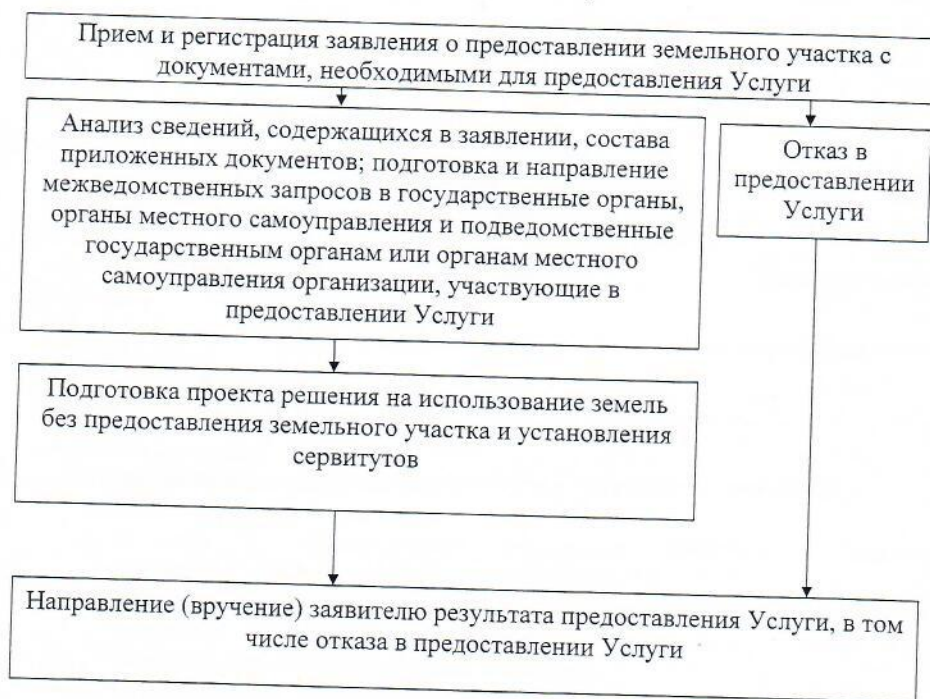 Прием и регистрация заявления о предоставлении земельного участка с
документами, необходимыми для предоставления Услуги
Анализ сведений, содержащихся в заявлении, состава
приложенных документов; подготовка и направление
межведомственных запросов в государственные органы,
органы местного самоуправления и подведомственные
государственным органам или органам местного
самоуправления организации, участвующие в
предоставлении Услуги
Отказ в
предоставлении
Услуги
Подготовка проекта решения на использование земель
без предоставления земельного участка и установления
сервитутов
Направление (вручение) заявителю результата предоставления Услуги, в том
числе отказа в предоставлении Услуги